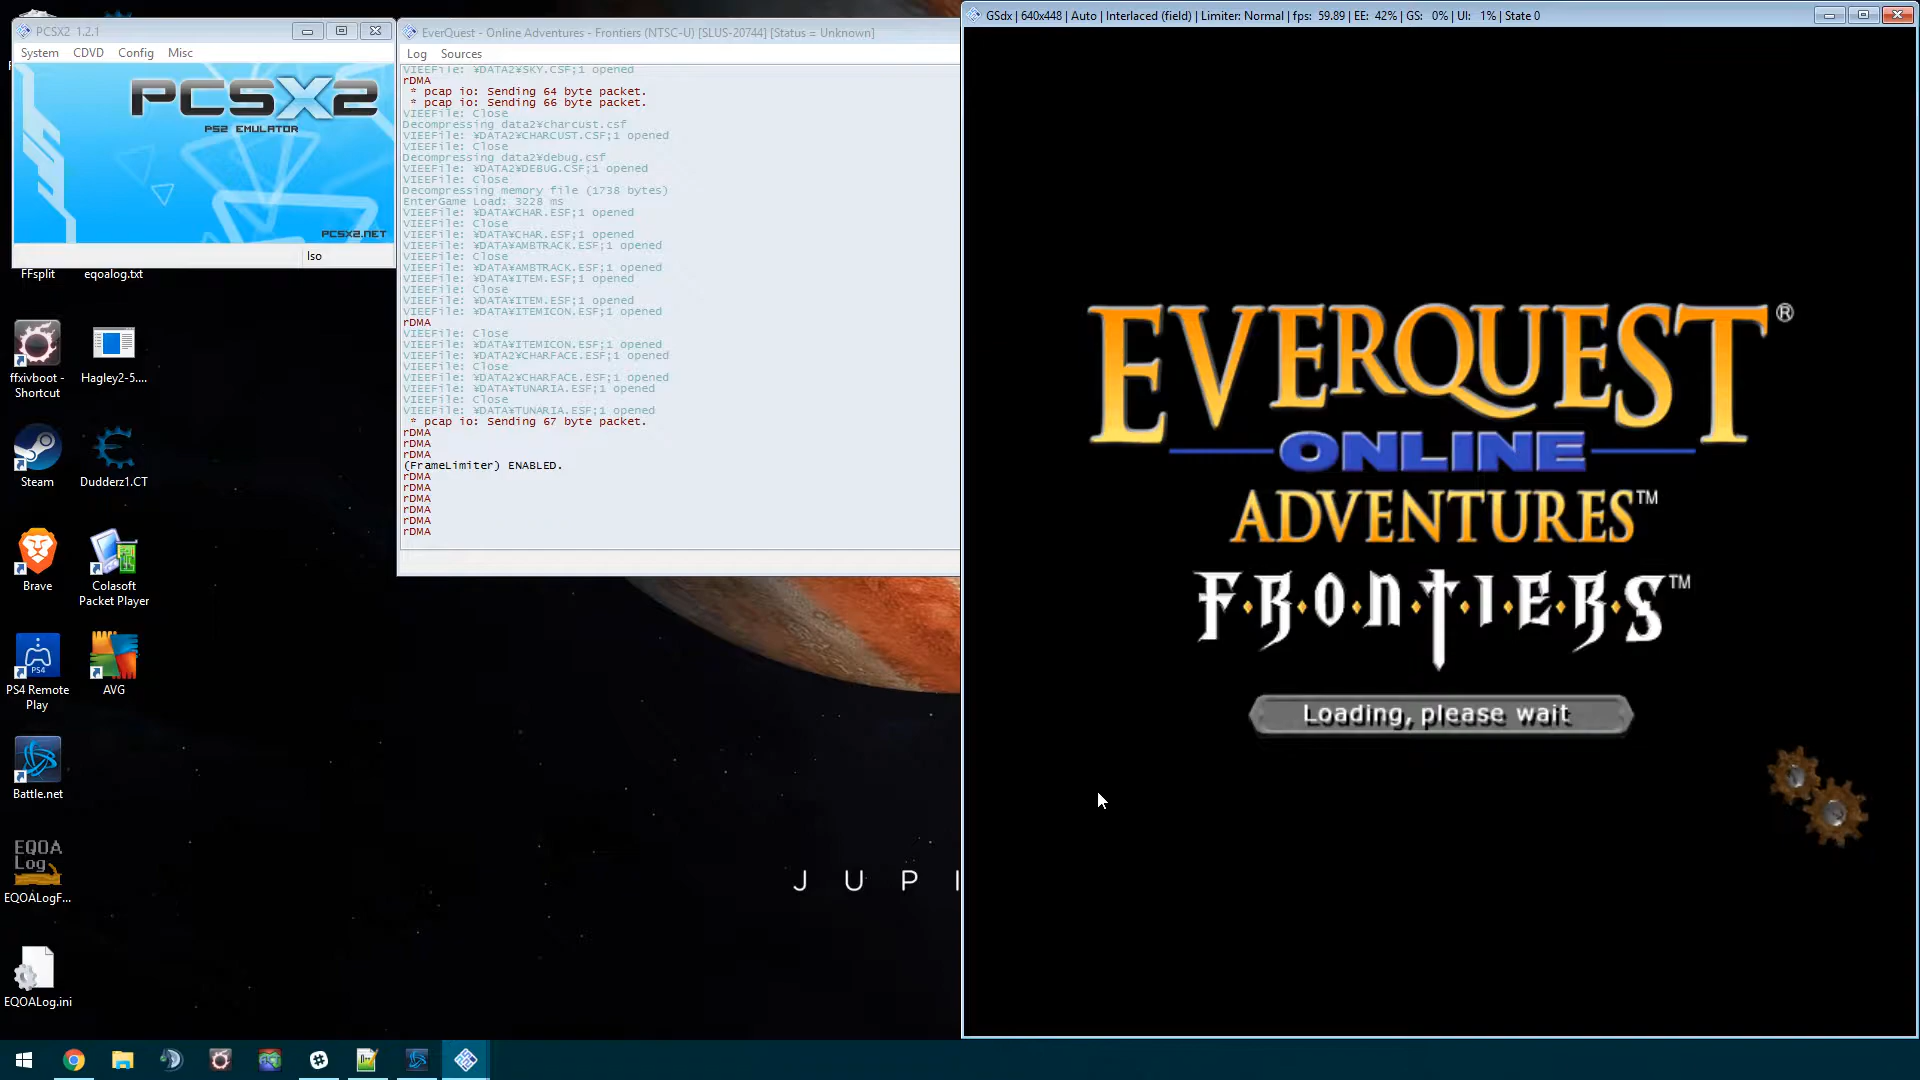 PCSX2 1.2.1
System CDVD Config Misc
PCSX2
PS2 EMULATOR
PCSX2.NET
Iso
EverQuest - Online Adventures - Frontiers (NTSC-U) [SLUS-20744] [Status = Unknown]
Log Sources
VIEEFile: ¥DATA2¥SKY.CSF;1 opened
rDMA
* pcap io: Sending 64 byte packet.
* pcap io: Sending 66 byte packet.
VIEEFile: Close
Decompressing data2¥charcust.csf
VIEEFile: ¥DATA2¥CHARCUST.CSF;1 opened
VIEEFile: Close
Decompressing data2¥debug.csf
VIEEFile: ¥DATA2¥DEBUG.CSF;1 opened
VIEEFile: Close
Decompressing memory file (1738 bytes)
EnterGame Load: 3228 ms
VIEEFile: ¥DATA¥CHAR.ESF;1 opened
VIEEFile: Close
VIEEFile: ¥DATA¥CHAR.ESF;1 opened
VIEEFile: ¥DATA¥AMBTRACK.ESF;1 opened
VIEEFile: Close
VIEEFile: ¥DATA¥AMBTRACK.ESF;1 opened
VIEEFile: ¥DATA¥ITEM.ESF;1 opened
VIEEFile: Close
VIEEFile: ¥DATA¥ITEM.ESF;1 opened
VIEEFile: ¥DATA¥ITEMICON.ESF;1 opened
rDMA
VIEEFile: Close
VIEEFile: ¥DATA¥ITEMICON.ESF;1 opened
VIEEFile: ¥DATA2¥CHARFACE.ESF;1 opened
VIEEFile: Close
VIEEFile: ¥DATA2¥CHARFACE.ESF;1 opened
VIEEFile: ¥DATA¥TUNARIA.ESF;1 opened
VIEEFile: Close
VIEEFile: ¥DATA¥TUNARIA.ESF;1 opened
* pcap io: Sending 67 byte packet.
rDMA
rDMA
rDMA
(FrameLimiter) ENABLED.
rDMA
rDMA
rDMA
rDMA
rDMA
rDMA
GSdx | 640x448 | Auto | Interlaced (field) | Limiter: Normal | fps: 59.89 | EE: 42% | GS: 0% | UI: 1% | State 0
EVERQUEST®
ONLINE
ADVENTURES™
FRONTIERS™
Loading, please wait
FFsplit
eqoalog.txt
ffxivboot -
Shortcut
Hagley2-5....
Steam
Dudderz1.CT
Brave
Colasoft
Packet Player
PS4
PS4 Remote
Play
AVG
Battle.net
EQOA
Log
EQOALogF...
EQOALog.ini
JUPI